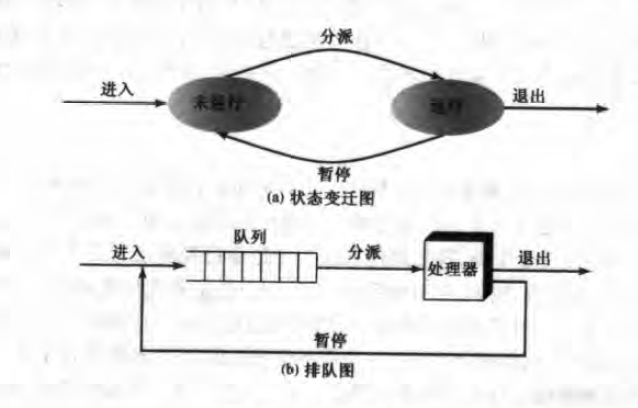 分派
进入
未运行
运行
退出
暂停
(a) 状态变迁图
队列
进入
分派
处理器
退出
暂停
(b) 排队图